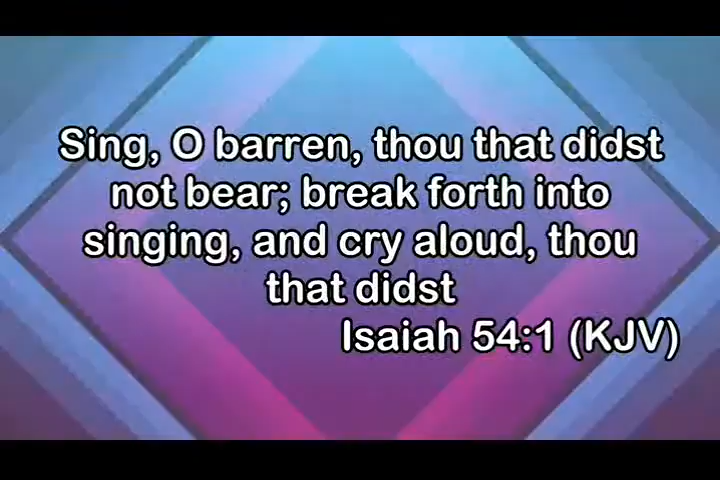 Sing, O barren, thou that didst
not bear; break forth into
singing, and cry aloud, thou
that didst
Isaiah 54:1 (KJV)